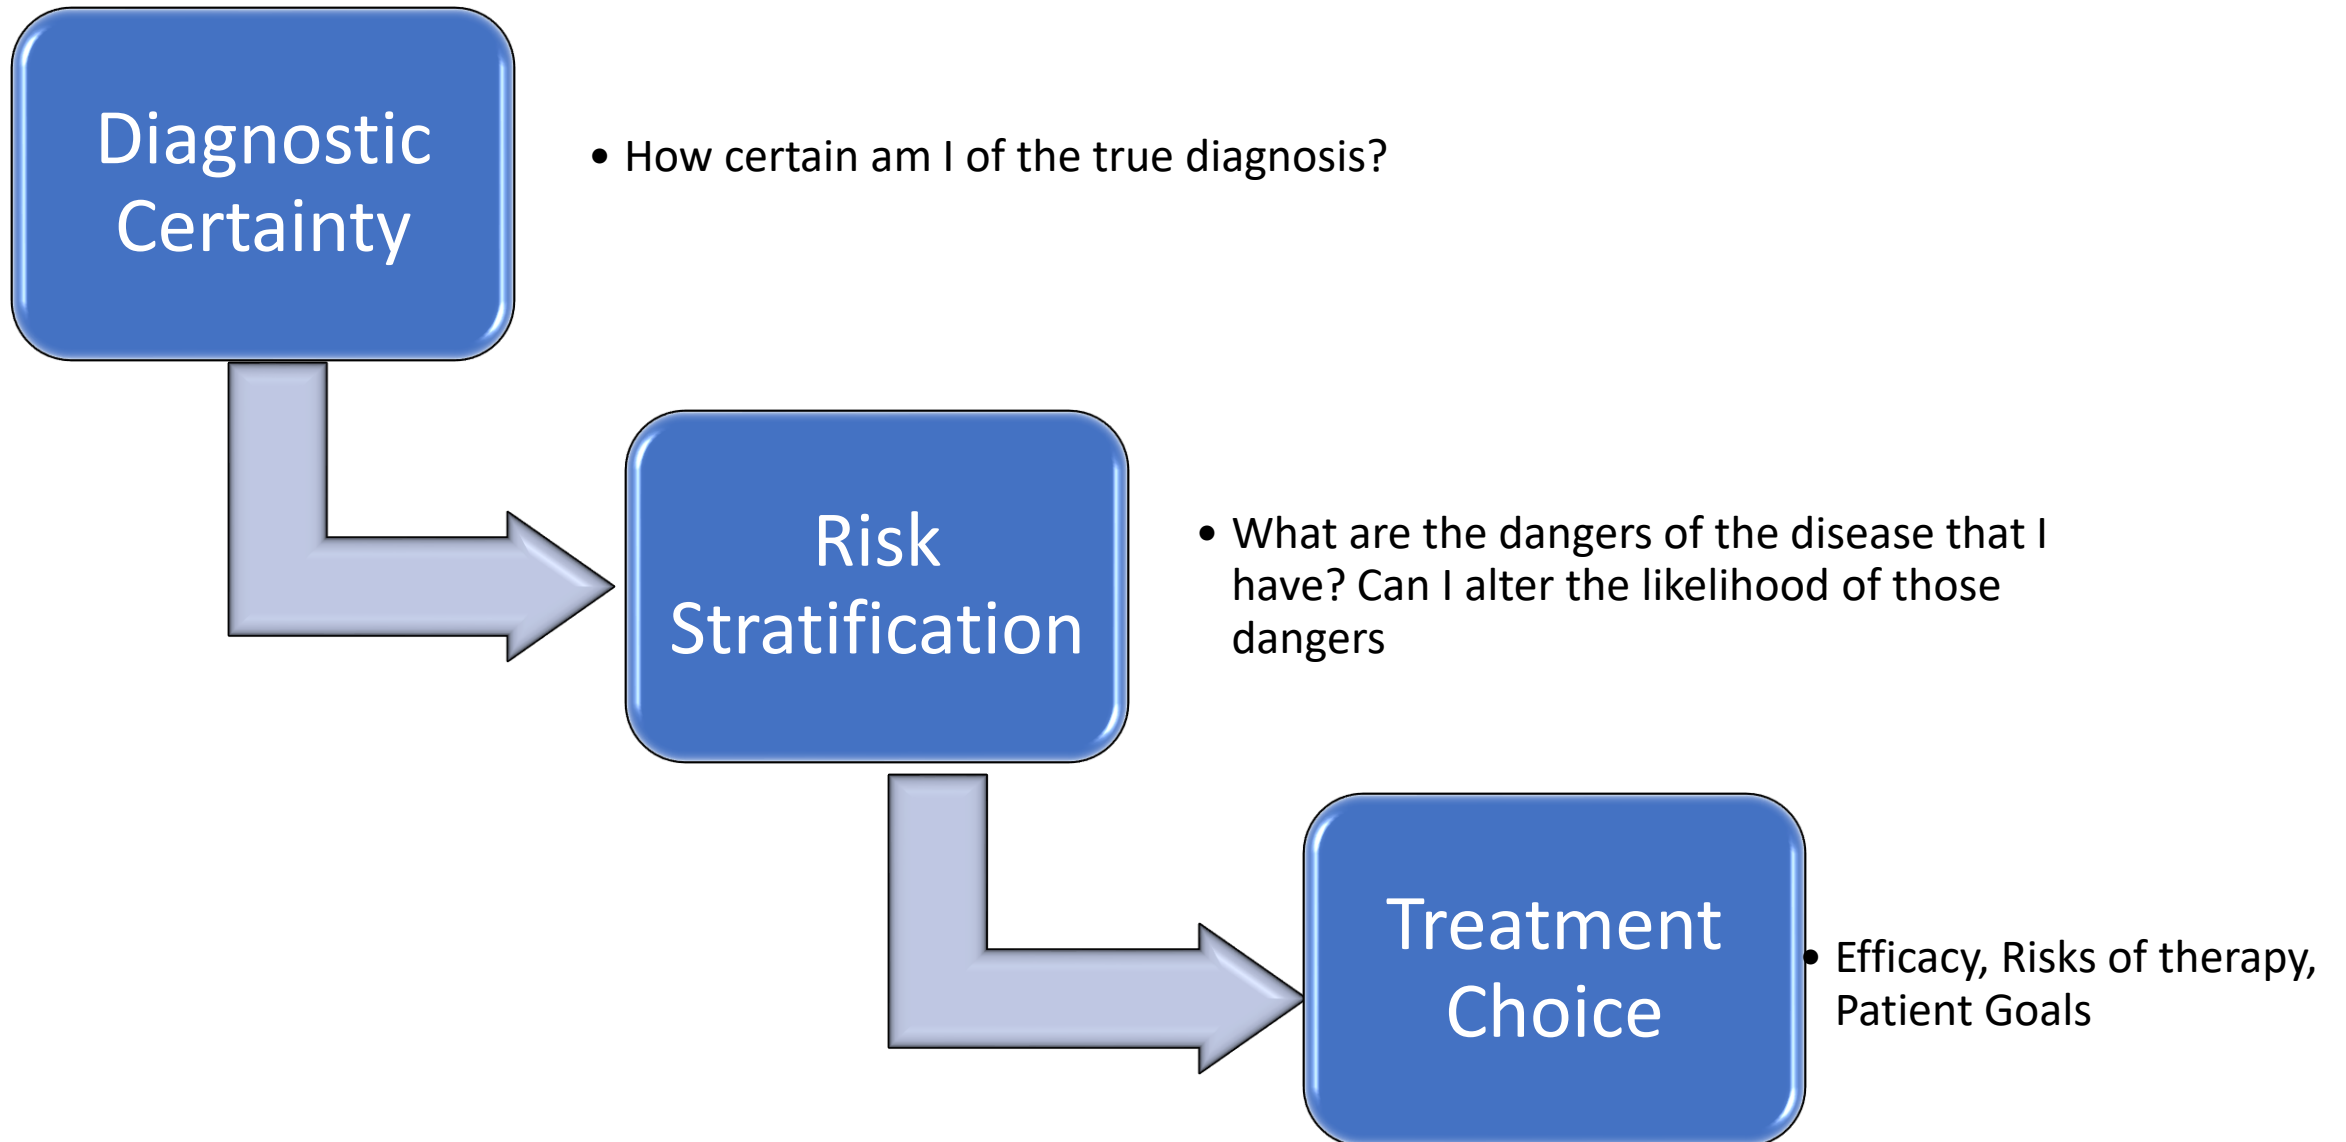 Diagnostic
Certainty
• How certain am I of the true diagnosis?
Risk
Stratification
• What are the dangers of the disease that I
have? Can I alter the likelihood of those
dangers
Treatment
Choice
• Efficacy, Risks of therapy,
Patient Goals